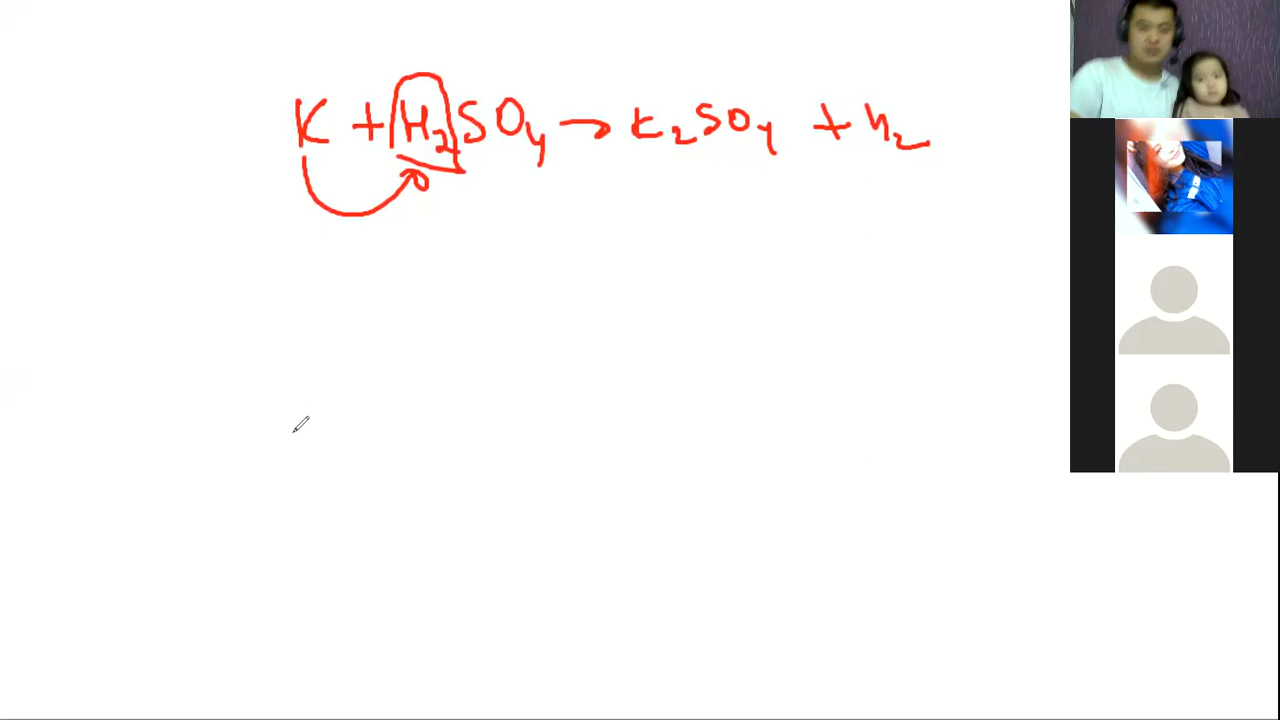 K + H₂SO₄ → K₂SO₄ + h₂